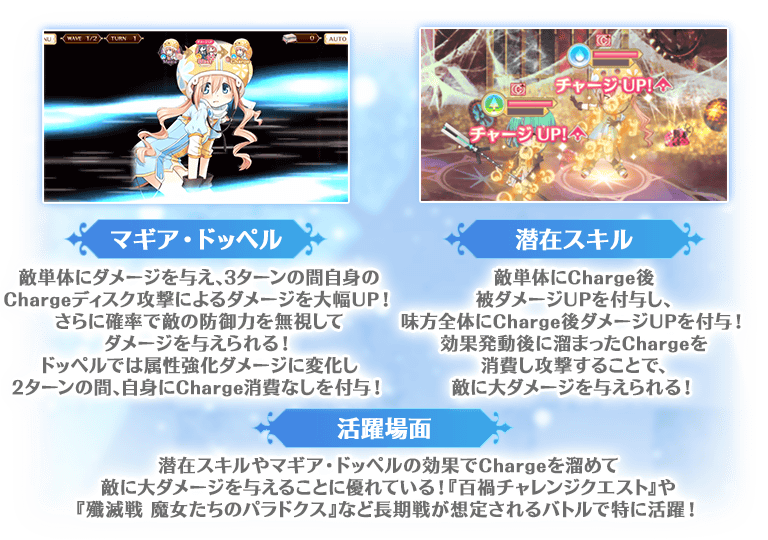 NU
WAVE 1/2
TURN 1
0
AUTO
チャージUP!
チャージUP!
マギア・ドッペル
敵単体にダメージを与え、3ターンの間自身の
Chargeディスク攻撃によるダメージを大幅UP!
さらに確率で敵の防御力を無視して
ダメージを与えられる!
ドッペルでは属性強化ダメージに変化し
2ターンの間、自身にCharge消費なしを付与!
潜在スキル
敵単体にCharge後
被ダメージUPを付与し、
味方全体にCharge後ダメージUPを付与!
効果発動後に溜まったChargeを
消費し攻撃することで、
敵に大ダメージを与えられる!
活躍場面
潜在スキルやマギア・ドッペルの効果でChargeを溜めて
敵に大ダメージを与えることに優れている!『百禍チャレンジクエスト』や
『殲滅戦 魔女たちのパラドクス』など長期戦が想定されるバトルで特に活躍!